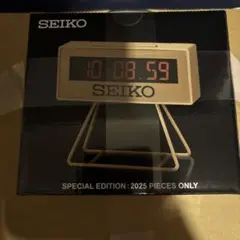 SEIKO
10:08.59
SEIKO
SPECIAL EDITION: 2025 PIECES ONLY